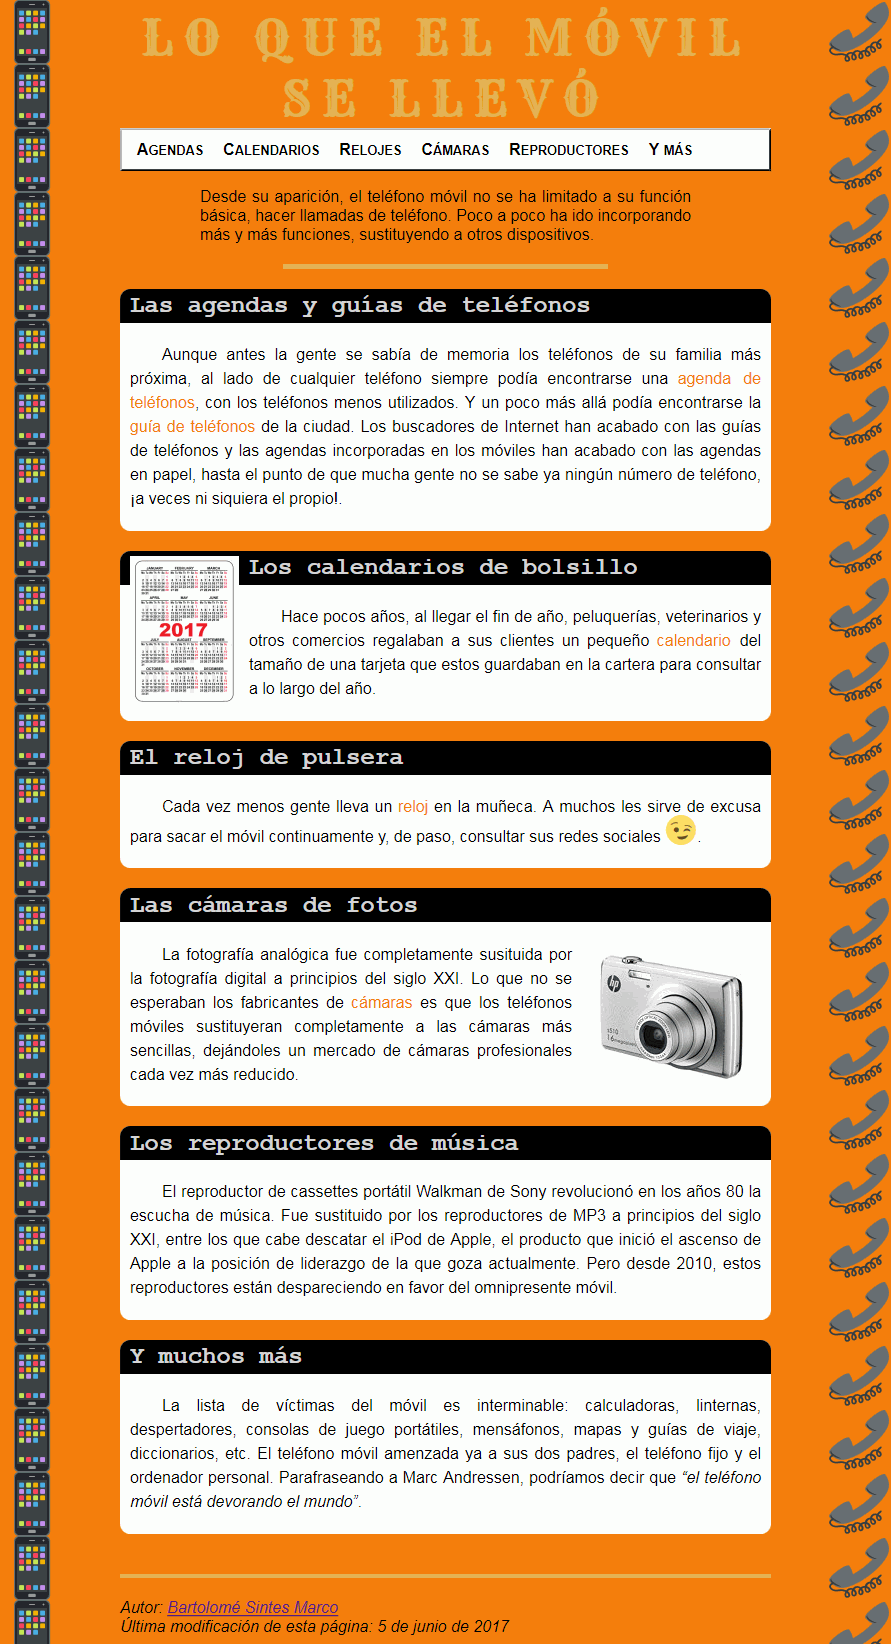 LO QUE EL MÓVIL
SE LLEVÓ
AGENDAS CALENDARIOS RELOJES CÁMARAS REPRODUCTORES Y MÁS
Desde su aparición, el teléfono móvil no se ha limitado a su función
básica, hacer llamadas de teléfono. Poco a poco ha ido incorporando
más y más funciones, sustituyendo a otros dispositivos.
Las agendas y guías de teléfonos
Aunque antes la gente se sabía de memoria los teléfonos de su familia más
próxima, al lado de cualquier teléfono siempre podía encontrarse una agenda de
teléfonos, con los teléfonos menos utilizados. Y un poco más allá podía encontrarse la
guía de teléfonos de la ciudad. Los buscadores de Internet han acabado con las guías
de teléfonos y las agendas incorporadas en los móviles han acabado con las agendas
en papel, hasta el punto de que mucha gente no se sabe ya ningún número de teléfono,
¡a veces ni siquiera el propio!.
Los calendarios de bolsillo
2017
Hace pocos años, al llegar el fin de año, peluquerías, veterinarios y
otros comercios regalaban a sus clientes un pequeño calendario del
tamaño de una tarjeta que estos guardaban en la cartera para consultar
a lo largo del año.
El reloj de pulsera
Cada vez menos gente lleva un reloj en la muñeca. A muchos les sirve de excusa
para sacar el móvil continuamente y, de paso, consultar sus redes sociales 😉.
Las cámaras de fotos
La fotografía analógica fue completamente susituida por
la fotografía digital a principios del siglo XXI. Lo que no se
esperaban los fabricantes de cámaras es que los teléfonos
móviles sustituyeran completamente a las cámaras más
sencillas, dejándoles un mercado de cámaras profesionales
cada vez más reducido.
hp
Los reproductores de música
El reproductor de cassettes portátil Walkman de Sony revolucionó en los años 80 la
escucha de música. Fue sustituido por los reproductores de MP3 a principios del siglo
XXI, entre los que cabe descatar el iPod de Apple, el producto que inició el ascenso de
Apple a la posición de liderazgo de la que goza actualmente. Pero desde 2010, estos
reproductores están despareciendo en favor del omnipresente móvil.
Y muchos más
La lista de víctimas del móvil es interminable: calculadoras, linternas,
despertadores, consolas de juego portátiles, mensáfonos, mapas y guías de viaje,
diccionarios, etc. El teléfono móvil amenzada ya a sus dos padres, el teléfono fijo y el
ordenador personal. Parafraseando a Marc Andressen, podríamos decir que “el teléfono
móvil está devorando el mundo”.
Autor: Bartolomé Sintes Marco
Última modificación de esta página: 5 de junio de 2017